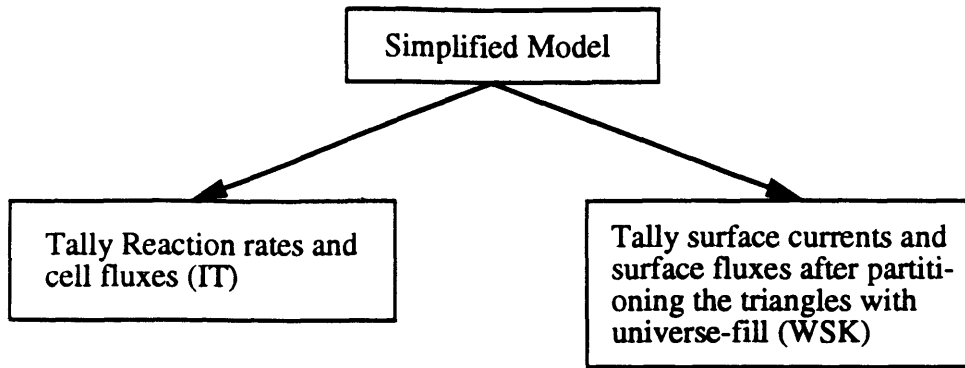 Simplified Model
Tally Reaction rates and
cell fluxes (IT)
Tally surface currents and
surface fluxes after partiti-
oning the triangles with
universe-fill (WSK)